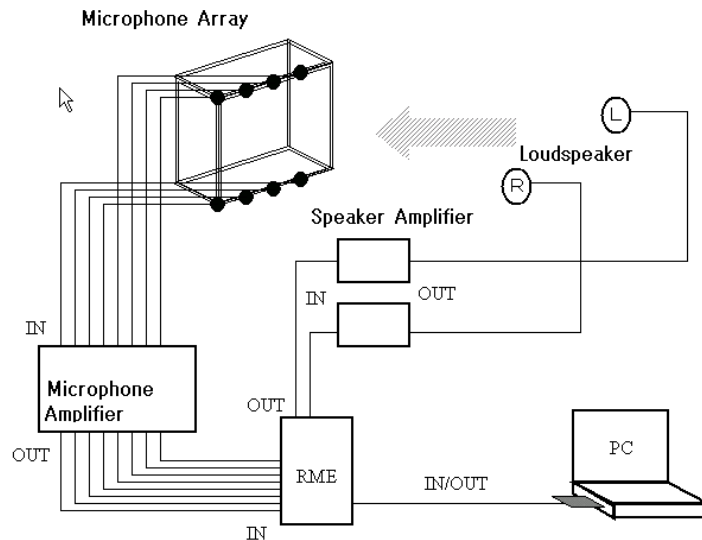 Microphone Array
L
Loudspeaker
R
Speaker Amplifier
IN
OUT
IN
Microphone
Amplifier
OUT
OUT
RME
IN
IN/OUT
PC